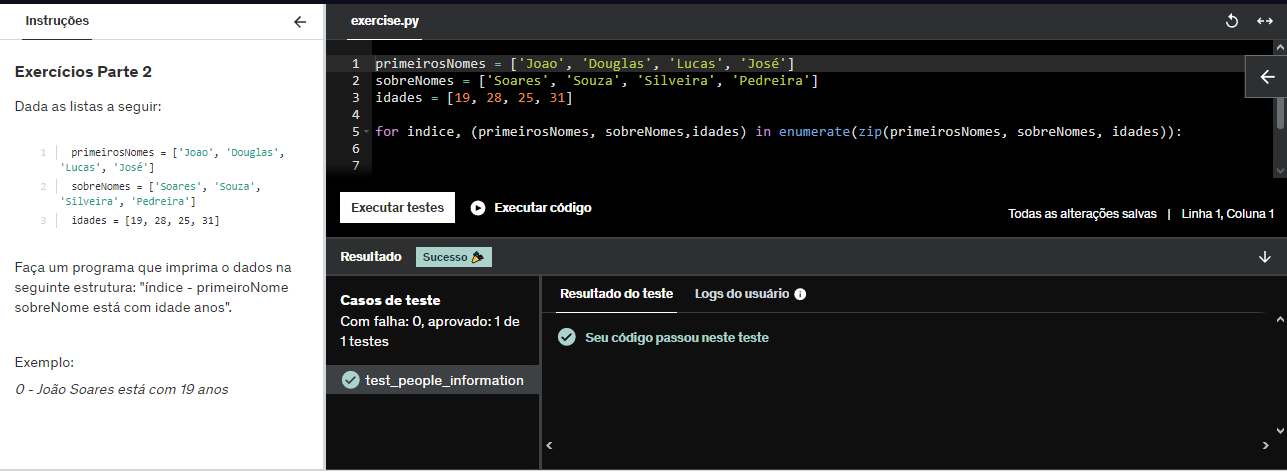 Instruções
exercise.py
Exercícios Parte 2
Dada as listas a seguir:
1 primeirosNomes = ['Joao', 'Douglas',
'Lucas', 'José']
2 sobreNomes = ['Soares', 'Souza',
'Silveira', 'Pedreira']
3 idades = [19, 28, 25, 31]
Faça um programa que imprima o dados na
seguinte estrutura: "índice - primeiroNome
sobreNome está com idade anos".
Exemplo:
0 - João Soares está com 19 anos
1 primeirosNomes = ['Joao', 'Douglas', 'Lucas', 'José']
2 sobreNomes = ['Soares', 'Souza', 'Silveira', 'Pedreira']
3 idades = [19, 28, 25, 31]
4
5 for indice, (primeirosNomes, sobreNomes,idades) in enumerate(zip(primeirosNomes, sobreNomes, idades)):
6
7
Executar testes
Executar código
Todas as alterações salvas | Linha 1, Coluna 1
Resultado
Sucesso
Casos de teste
Com falha: 0, aprovado: 1 de
1 testes
test_people_information
Resultado do teste
Logs do usuário
Seu código passou neste teste